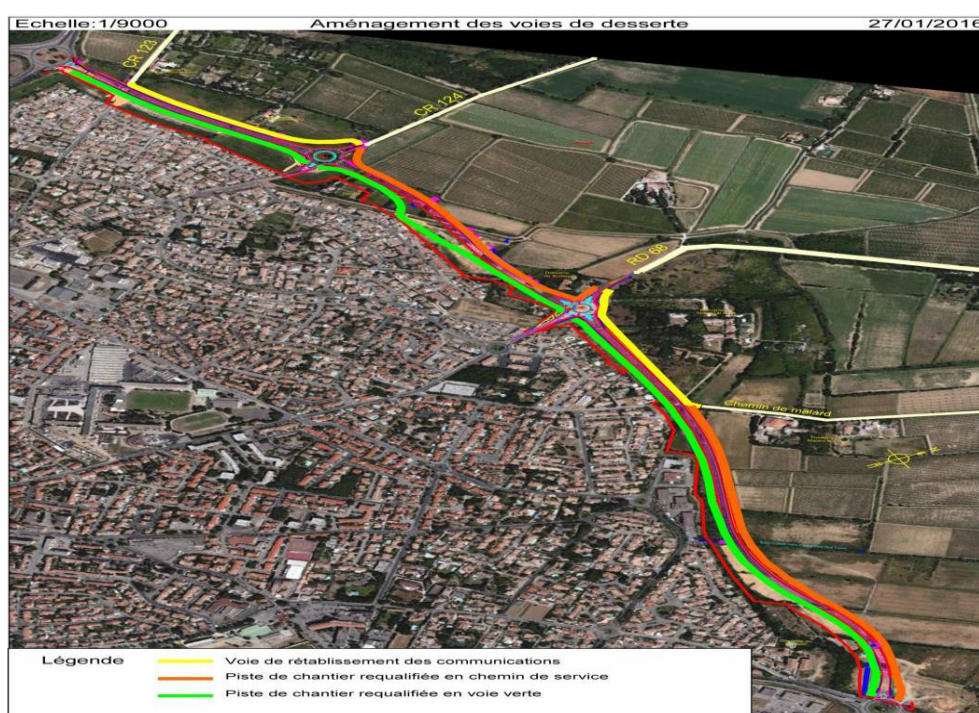 Echelle:1/9000 Aménagement des voies de desserte 27/01/2016
CR 123
CR 124
RD 68
Chemin de malard
Légende
Voie de rétablissement des communications
Piste de chantier requalifiée en chemin de service
Piste de chantier requalifiée en voie verte